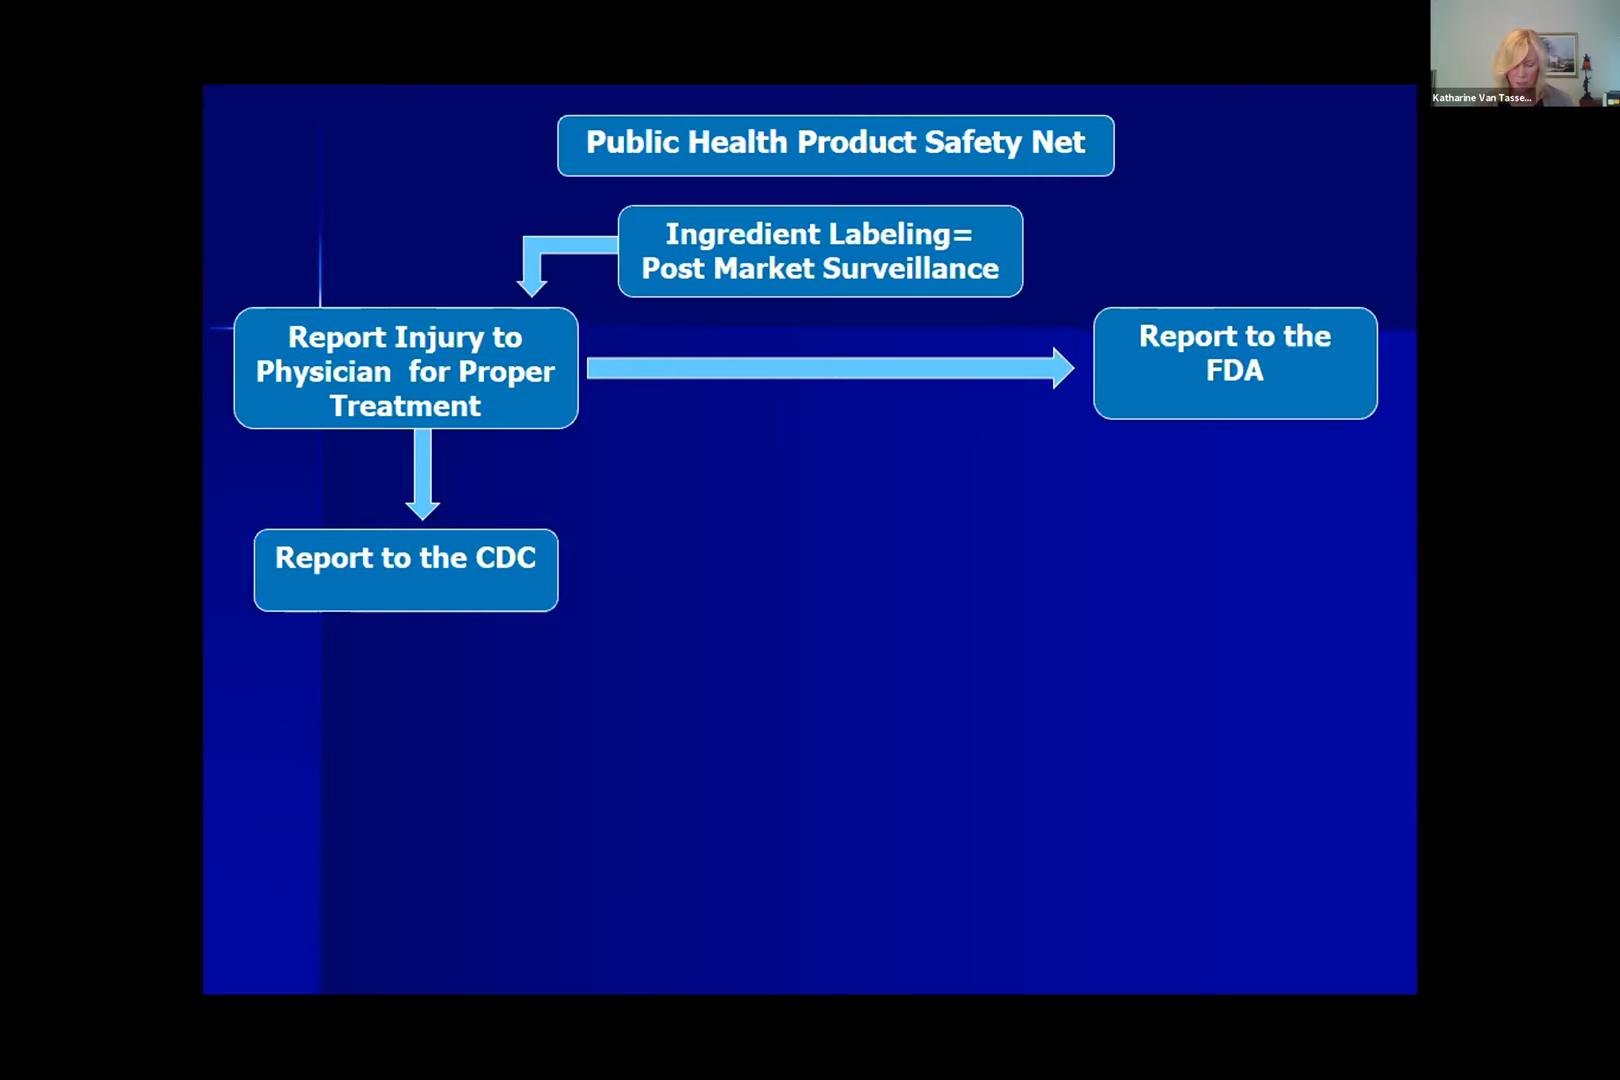 Public Health Product Safety Net
Ingredient Labeling=
Post Market Surveillance
Report Injury to
Physician for Proper
Treatment
Report to the
FDA
Report to the CDC
Katharine Van Tasse...